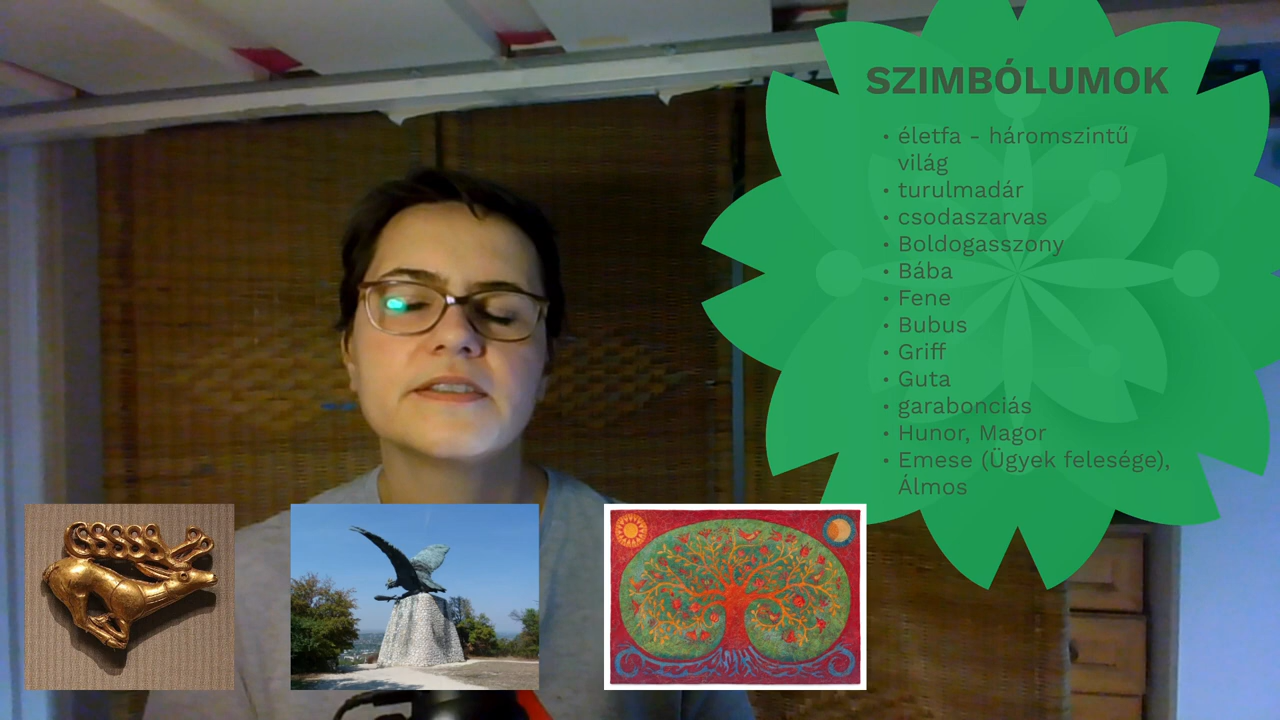 SZIMBÓLUMOK
• életfa - háromszintű
világ
• turulmadár
• csodaszarvas
• Boldogasszony
• Bába
• Fene
• Bubus
• Griff
• Guta
• garabonciás
• Hunor, Magor
• Emese (Ügyek felesége),
Álmos